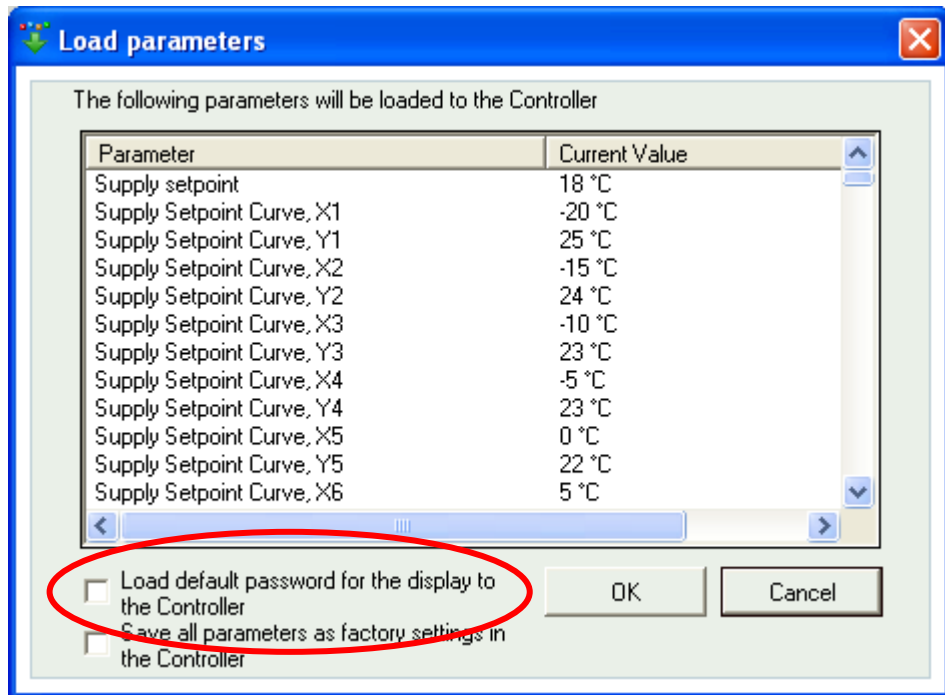 Load parameters
The following parameters will be loaded to the Controller
Parameter Current Value
Supply setpoint 18 °C
Supply Setpoint Curve, X1 -20 °C
Supply Setpoint Curve, Y1 25 °C
Supply Setpoint Curve, X2 -15 °C
Supply Setpoint Curve, Y2 24 °C
Supply Setpoint Curve, X3 -10 °C
Supply Setpoint Curve, Y3 23 °C
Supply Setpoint Curve, X4 -5 °C
Supply Setpoint Curve, Y4 23 °C
Supply Setpoint Curve, X5 0 °C
Supply Setpoint Curve, Y5 22 °C
Supply Setpoint Curve, X6 5 °C
Load default password for the display to
the Controller
OK Cancel
Save all parameters as factory settings in
the Controller